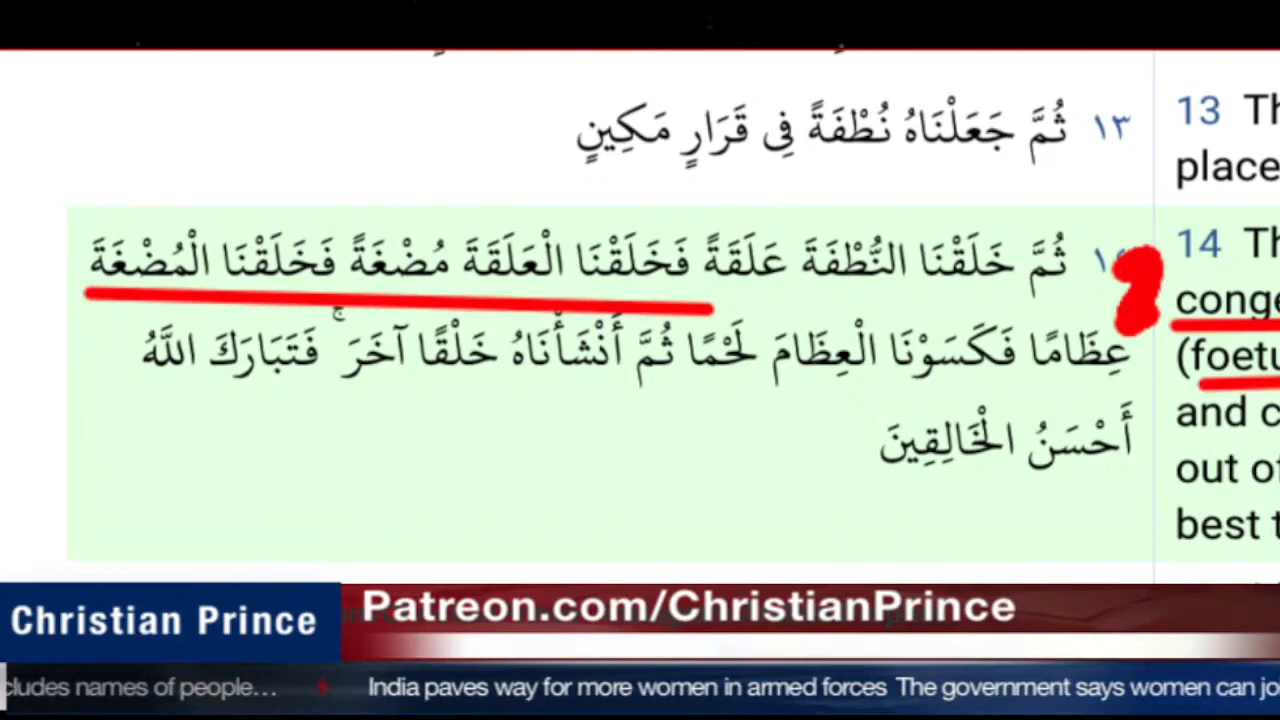 ١٣ ثُمَّ جَعَلْنَاهُ نُطْفَةً فِى قَرَارٍ مَكِينٍ
ثُمَّ خَلَقْنَا النُّطْفَةَ عَلَقَةً فَخَلَقْنَا الْعَلَقَةَ مُضْغَةً فَخَلَقْنَا الْمُضْغَةَ
عِظَامًا فَكَسَوْنَا الْعِظَامَ لَحْمًا ثُمَّ أَنْشَأْنَاهُ خَلْقًا آخَرَ ۚ فَتَبَارَكَ اللَّهُ
أَحْسَنُ الْخَالِقِينَ
13 Th
place
14 Th
conge
(foetu
and c
out of
best t
Christian Prince
Patreon.com/ChristianPrince
cludes names of people...
India paves way for more women in armed forces The government says women can jo